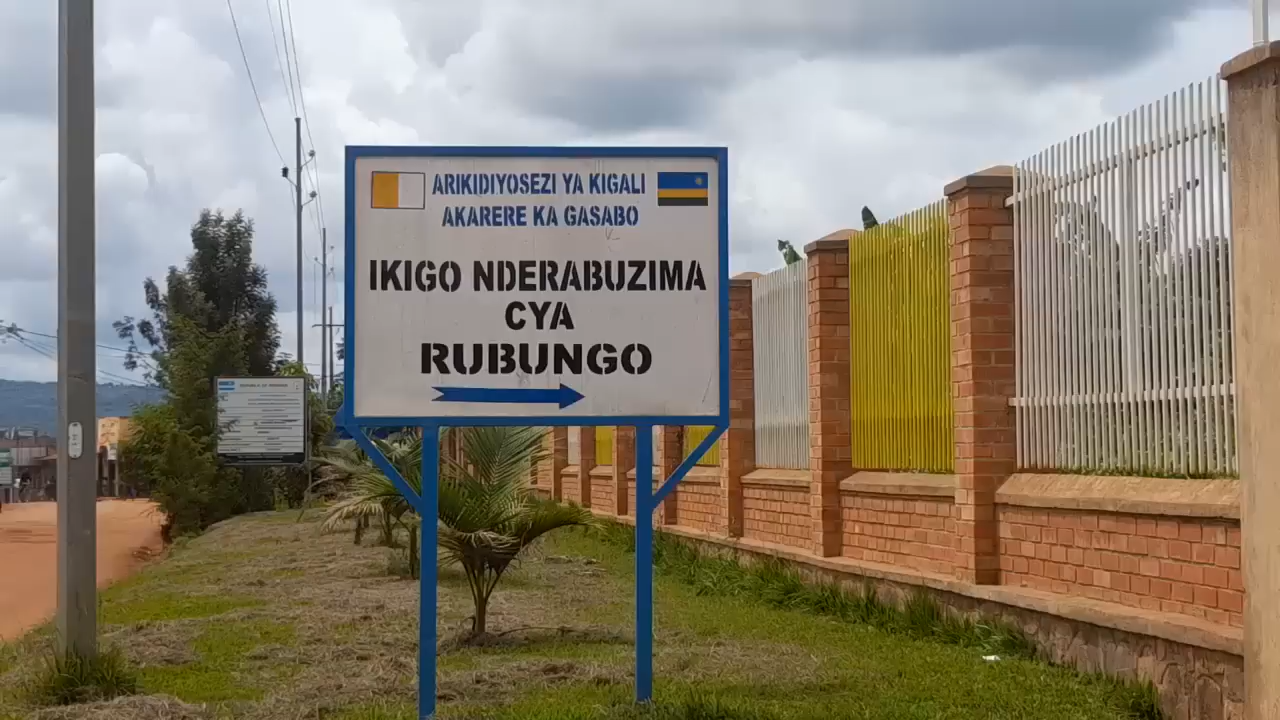 ARIKIDIYOSEZI YA KIGALI
AKARERE KA GASABO
IKIGO NDERABUZIMA
CYA
RUBUNGO